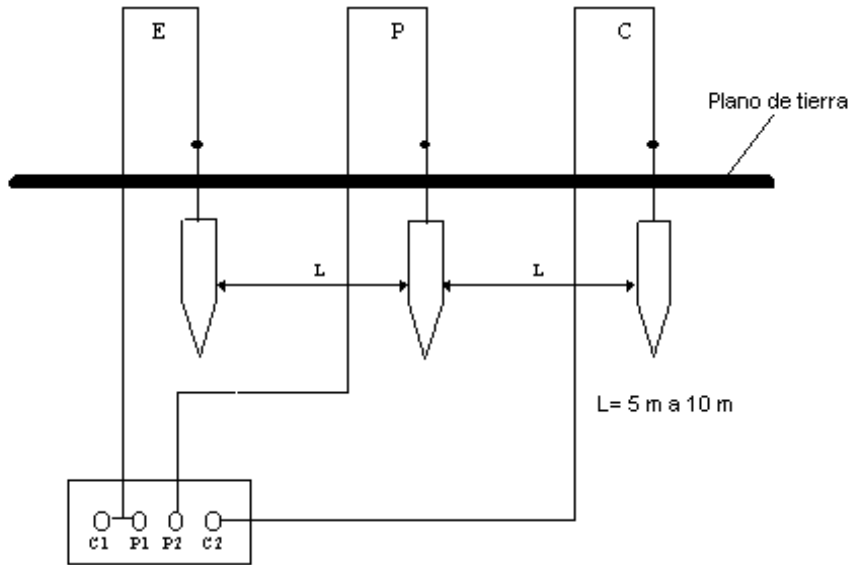 E P C
Plano de tierra
L L
L= 5 m a 10 m
C1 P1 P2 C2